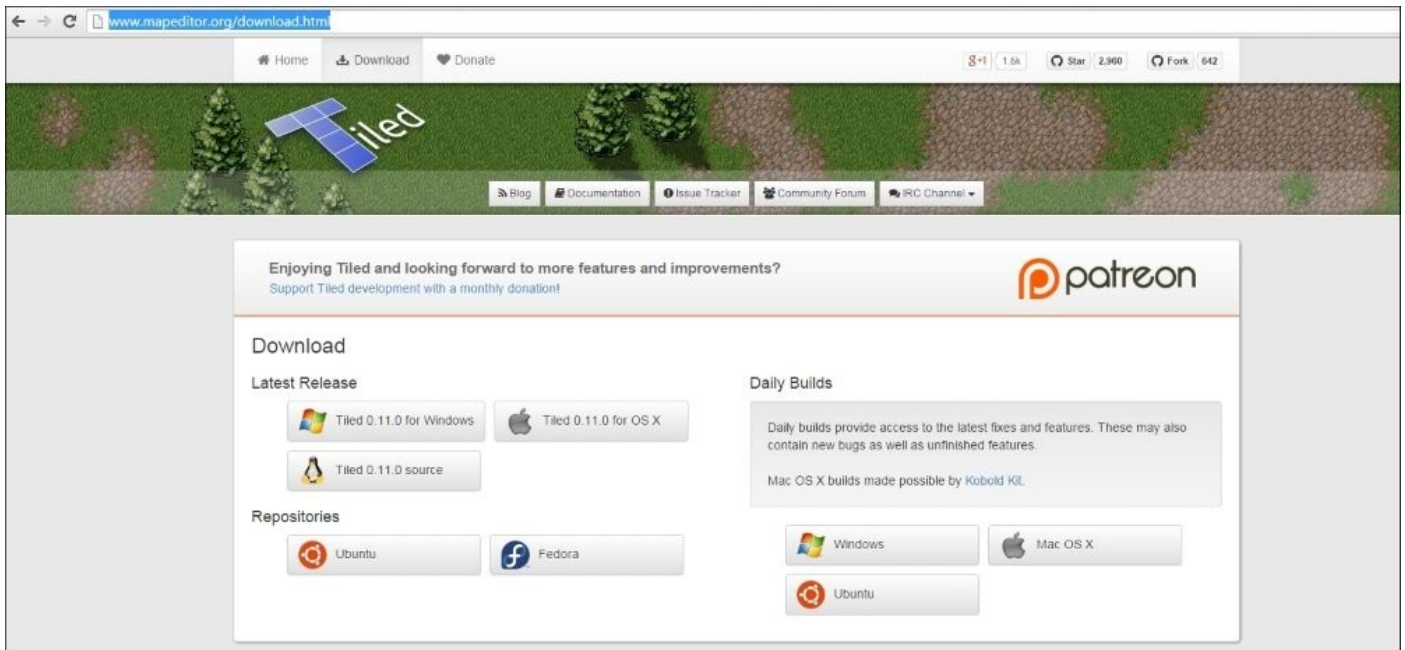 www.mapeditor.org/download.html
Home Download Donate g+1 1.6k Star 2,960 Fork 642
Tiled
Blog Documentation Issue Tracker Community Forum IRC Channel
Enjoying Tiled and looking forward to more features and improvements?
Support Tiled development with a monthly donation!
patreon
Download
Latest Release
Tiled 0.11.0 for Windows Tiled 0.11.0 for OS X
Tiled 0.11.0 source
Repositories
Ubuntu Fedora
Daily Builds
Daily builds provide access to the latest fixes and features. These may also
contain new bugs as well as unfinished features.
Mac OS X builds made possible by Kobold Kit.
Windows Mac OS X
Ubuntu